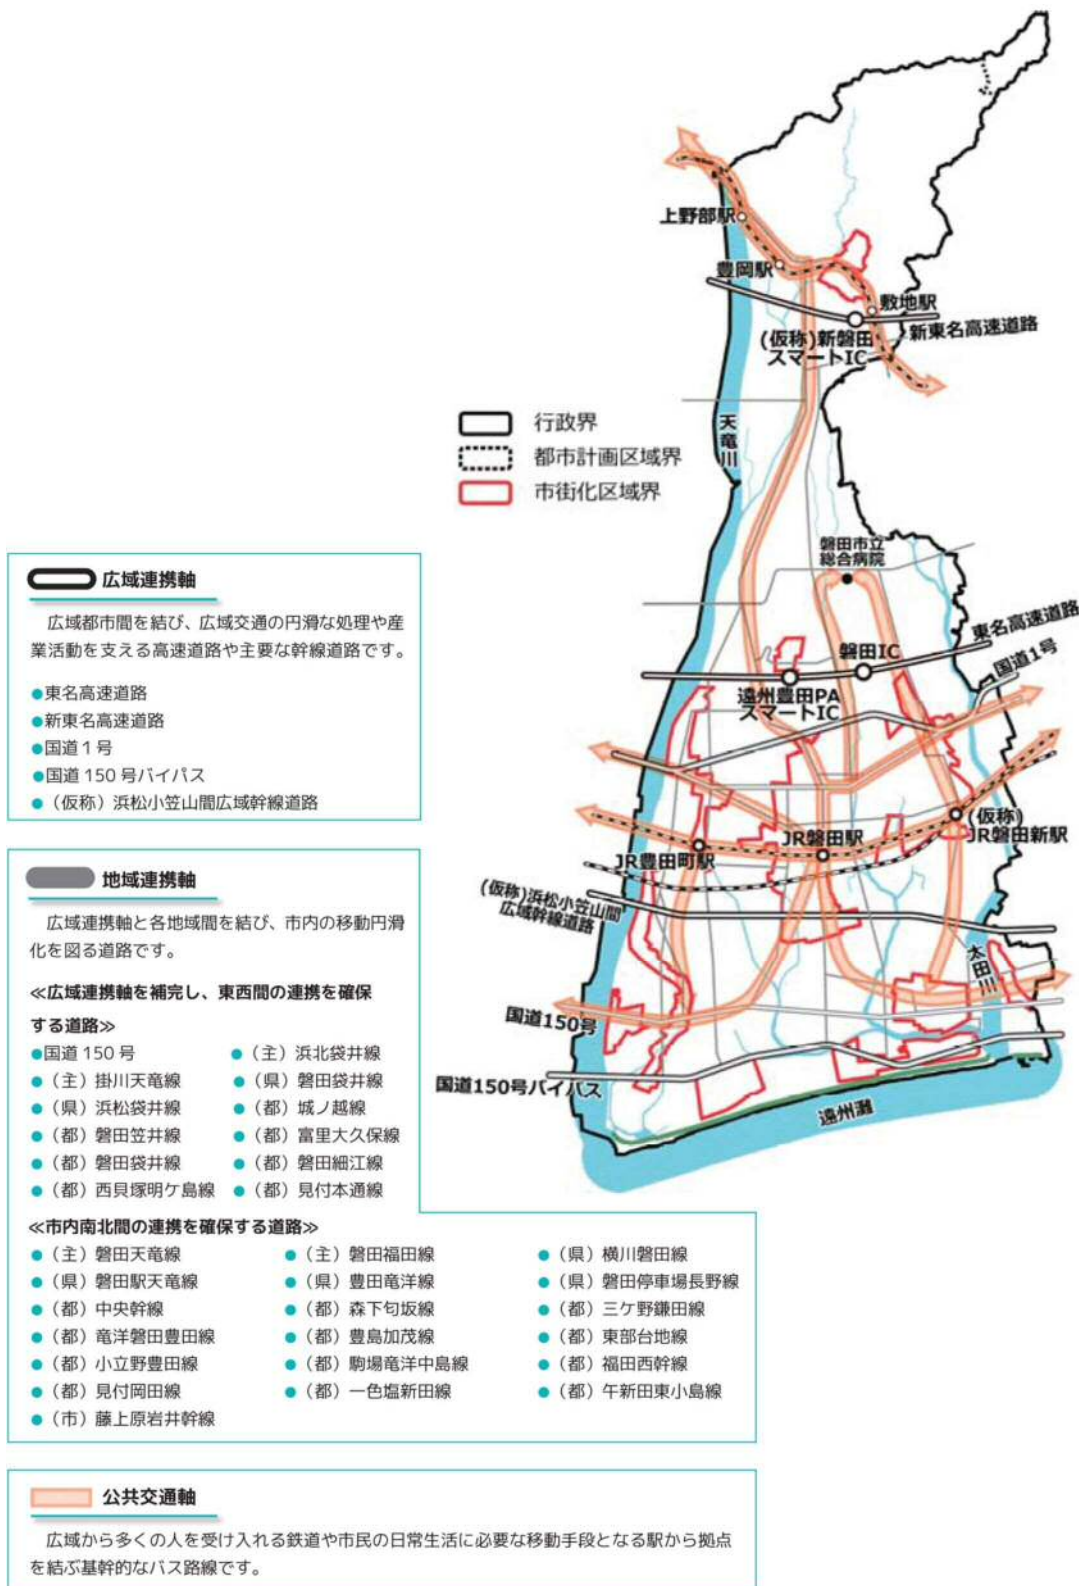 上野部駅
豊岡駅
敷地駅
(仮称)新磐田
スマートIC
新東名高速道路
行政界
都市計画区域界
市街化区域界
天竜川
磐田市立
総合病院
東名高速道路
磐田IC
国道1号
遠州豊田PA
スマートIC
(仮称)
JR磐田新駅
JR磐田駅
JR豊田町駅
(仮称)浜松小笠山間
広域幹線道路
太田川
国道150号
国道150号バイパス
遠州灘
広域連携軸
広域都市間を結び、広域交通の円滑な処理や産
業活動を支える高速道路や主要な幹線道路です。
●東名高速道路
●新東名高速道路
●国道1号
●国道150号バイパス
●（仮称）浜松小笠山間広域幹線道路
地域連携軸
広域連携軸と各地域間を結び、市内の移動円滑
化を図る道路です。
≪広域連携軸を補完し、東西間の連携を確保
する道路≫
●国道150号 ●（主）浜北袋井線
●（主）掛川天竜線 ●（県）磐田袋井線
●（県）浜松袋井線 ●（都）城ノ越線
●（都）磐田笠井線 ●（都）富里大久保線
●（都）磐田袋井線 ●（都）磐田細江線
●（都）西貝塚明ケ島線 ●（都）見付本通線
≪市内南北間の連携を確保する道路≫
●（主）磐田天竜線 ●（主）磐田福田線 ●（県）横川磐田線
●（県）磐田駅天竜線 ●（県）豊田竜洋線 ●（県）磐田停車場長野線
●（都）中央幹線 ●（都）森下匂坂線 ●（都）三ケ野鎌田線
●（都）竜洋磐田豊田線 ●（都）豊島加茂線 ●（都）東部台地線
●（都）小立野豊田線 ●（都）駒場竜洋中島線 ●（都）福田西幹線
●（都）見付岡田線 ●（都）一色塩新田線 ●（都）午新田東小島線
●（市）藤上原岩井幹線
公共交通軸
広域から多くの人を受け入れる鉄道や市民の日常生活に必要な移動手段となる駅から拠点
を結ぶ基幹的なバス路線です。